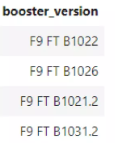 booster_version
F9 FT B1022
F9 FT B1026
F9 FT B1021.2
F9 FT B1031.2